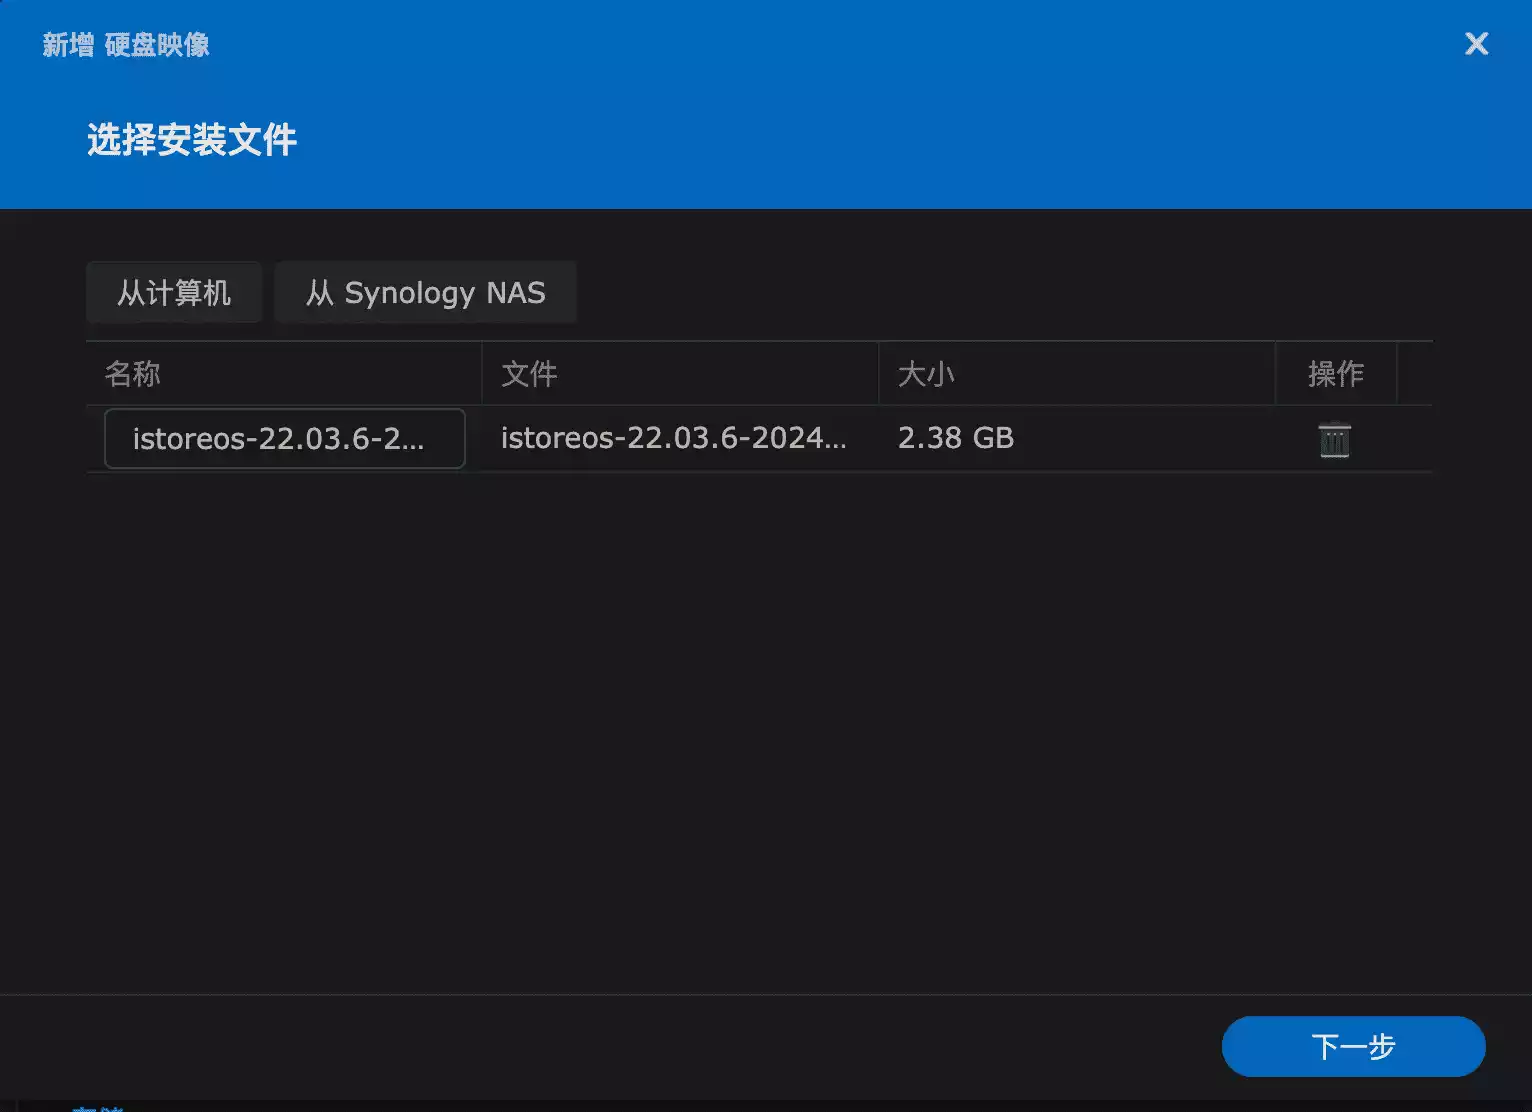 新增 硬盘映像
选择安装文件
从计算机 从 Synology NAS
名称 文件 大小 操作
istoreos-22.03.6-2... istoreos-22.03.6-2024... 2.38 GB
下一步